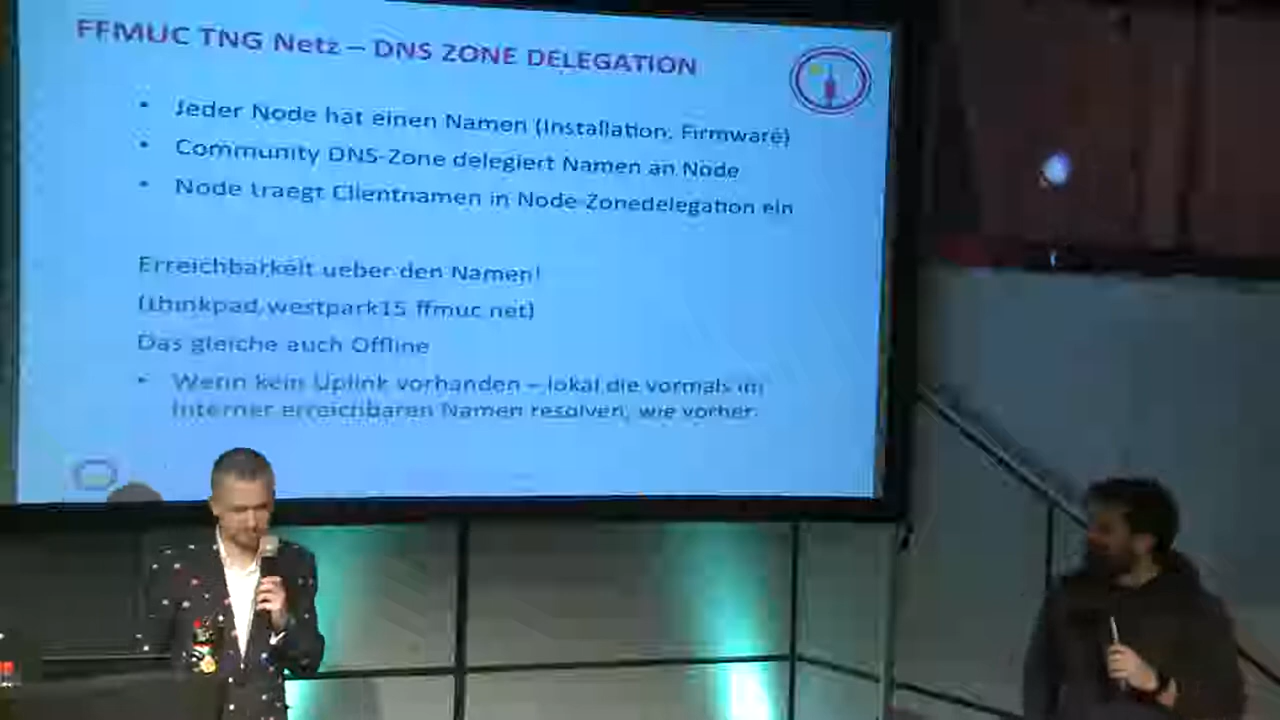 FFMUC TNG Netz – DNS ZONE DELEGATION
• Jeder Node hat einen Namen (Installation, Firmware)
• Community DNS-Zone delegiert Namen an Node
• Node traegt Clientnamen in Node-Zonedelegation ein
Erreichbarkeit ueber den Namen!
(thinkpad.westpark15.ffmuc.net)
Das gleiche auch Offline
• Wenn kein Uplink vorhanden – lokal die vormals im
Internet erreichbaren Namen resolven, wie vorher.